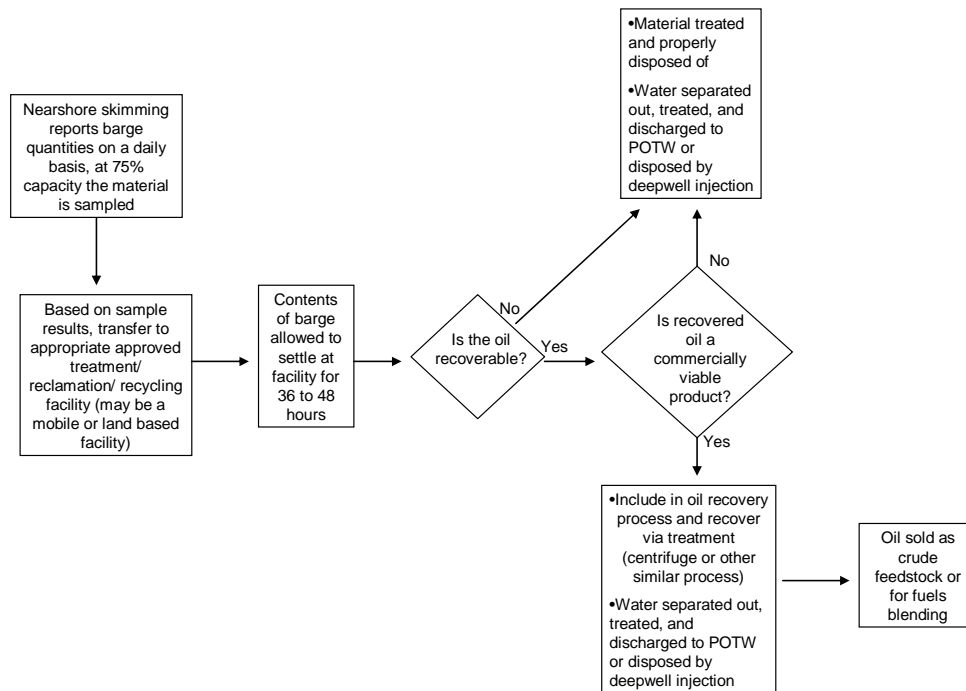 Nearshore skimming
reports barge
quantities on a daily
basis, at 75%
capacity the material
is sampled
Based on sample
results, transfer to
appropriate approved
treatment/
reclamation/ recycling
facility (may be a
mobile or land based
facility)
Contents
of barge
allowed to
settle at
facility for
36 to 48
hours
Is the oil
recoverable?
No
Yes
•Material treated
and properly
disposed of
•Water separated
out, treated, and
discharged to
POTW or
disposed by
deepwell injection
No
Is recovered
oil a
commercially
viable
product?
Yes
•Include in oil recovery
process and recover
via treatment
(centrifuge or other
similar process)
•Water separated out,
treated, and
discharged to POTW
or disposed by
deepwell injection
Oil sold as
crude
feedstock or
for fuels
blending